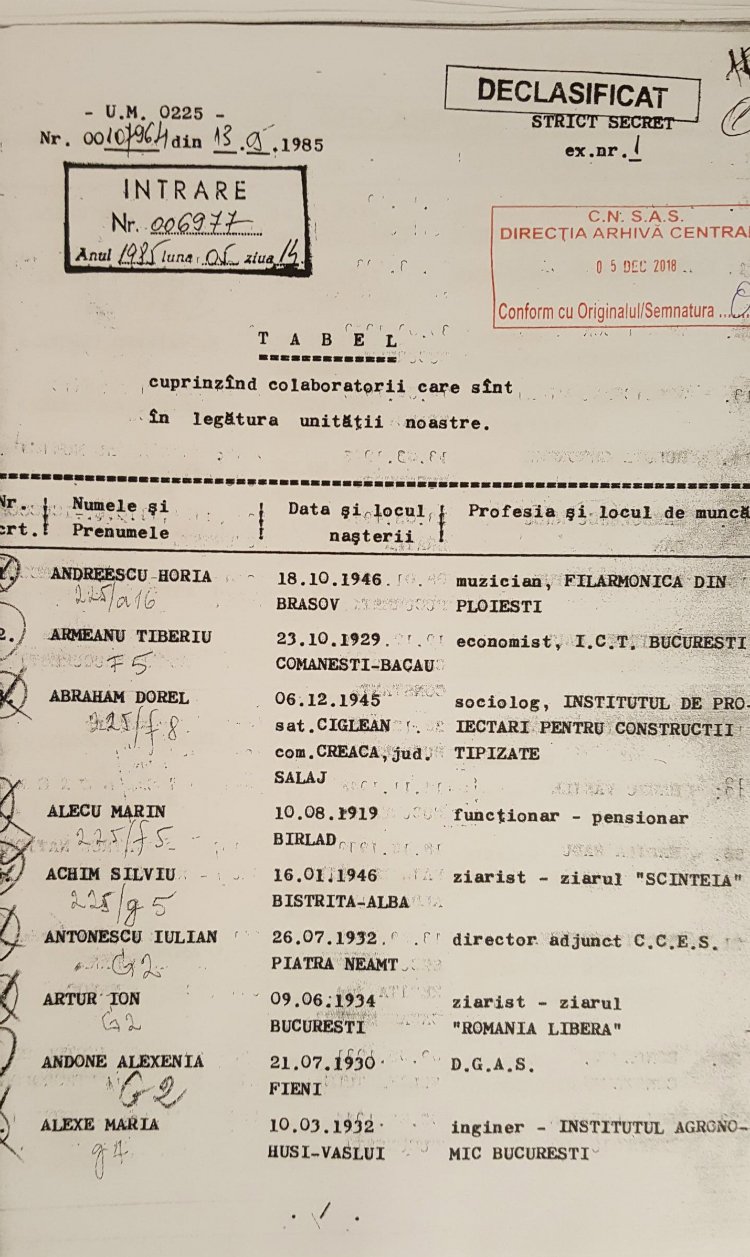 DECLASIFICAT
STRICT SECRET
ex.nr. 1
- U.M. 0225 -
Nr. 00107964 din 13.05.1985
INTRARE
Nr. 006977
Anul 1985 luna 05 ziua 14
C.N.S.A.S.
DIRECȚIA ARHIVĂ CENTRA
05 DEC 2018
Conform cu Originalul/Semnatura
T A B E L
cuprinzînd colaboratorii care sînt
în legătura unității noastre.
Nr. Numele și Data și locul Profesia și locul de muncă
crt. Prenumele nașterii
1. ANDREESCU HORIA 18.10.1946 muzician, FILARMONICA DIN
225/a16 BRASOV PLOIESTI
2. ARMEANU TIBERIU 23.10.1929 economist, I.C.T. BUCURESTI
F5 COMANESTI-BACAU
ABRAHAM DOREL 06.12.1945 sociolog, INSTITUTUL DE PRO-
225/f8 sat.CIGLEAN IECTARI PENTRU CONSTRUCTII
com.CREACA,jud. TIPIZATE
SALAJ
ALECU MARIN 10.08.1919 funcționar - pensionar
225/f5 BIRLAD
ACHIM SILVIU 16.01.1946 ziarist - ziarul "SCINTEIA"
225/g5 BISTRITA-ALBA
ANTONESCU IULIAN 26.07.1932 director adjunct C.C.E.S.
G2 PIATRA NEAMT
ARTUR ION 09.06.1934 ziarist - ziarul
G2 BUCURESTI "ROMANIA LIBERA"
ANDONE ALEXENIA 21.07.1930 D.G.A.S.
G2 FIENI
ALEXE MARIA 10.03.1932 inginer - INSTITUTUL AGRONO-
g4 HUSI-VASLUI MIC BUCURESTI
./.